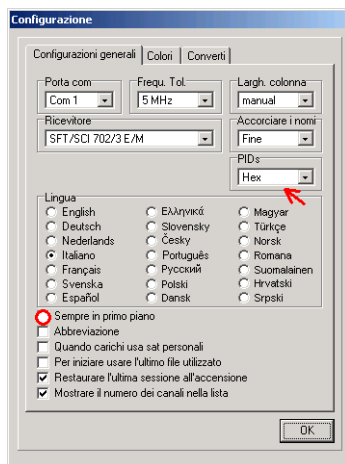 Configurazione
Configurazioni generali Colori Converti
Porta com Frequ. Tol. Largh. colonna
Com 1 5 MHz manual
Ricevitore Accorciare i nomi
SFT/SCI 702/3 E/M Fine
PIDs
Hex
Lingua
English Ελληνικά Magyar
Deutsch Slovensky Türkçe
Nederlands Česky Norsk
Italiano Português Romana
Français Русский Suomalainen
Svenska Polski Hrvatski
Español Dansk Srpski
Sempre in primo piano
Abbreviazione
Quando carichi usa sat personali
Per iniziare usare l'ultimo file utilizzato
Restaurare l'ultima sessione all'accensione
Mostrare il numero dei canali nella lista
OK